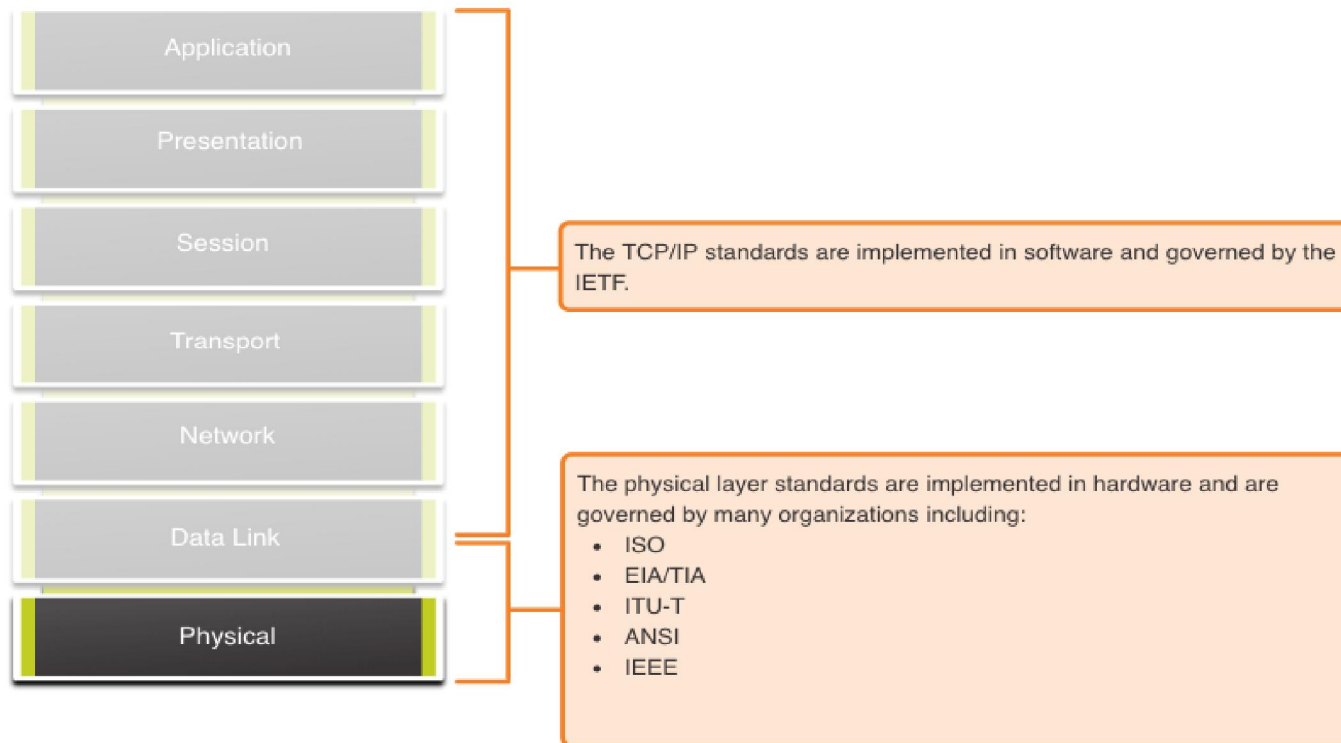 Application
Presentation
Session
Transport
Network
Data Link
Physical
The TCP/IP standards are implemented in software and governed by the
IETF.
The physical layer standards are implemented in hardware and are
governed by many organizations including:
• ISO
• EIA/TIA
• ITU-T
• ANSI
• IEEE